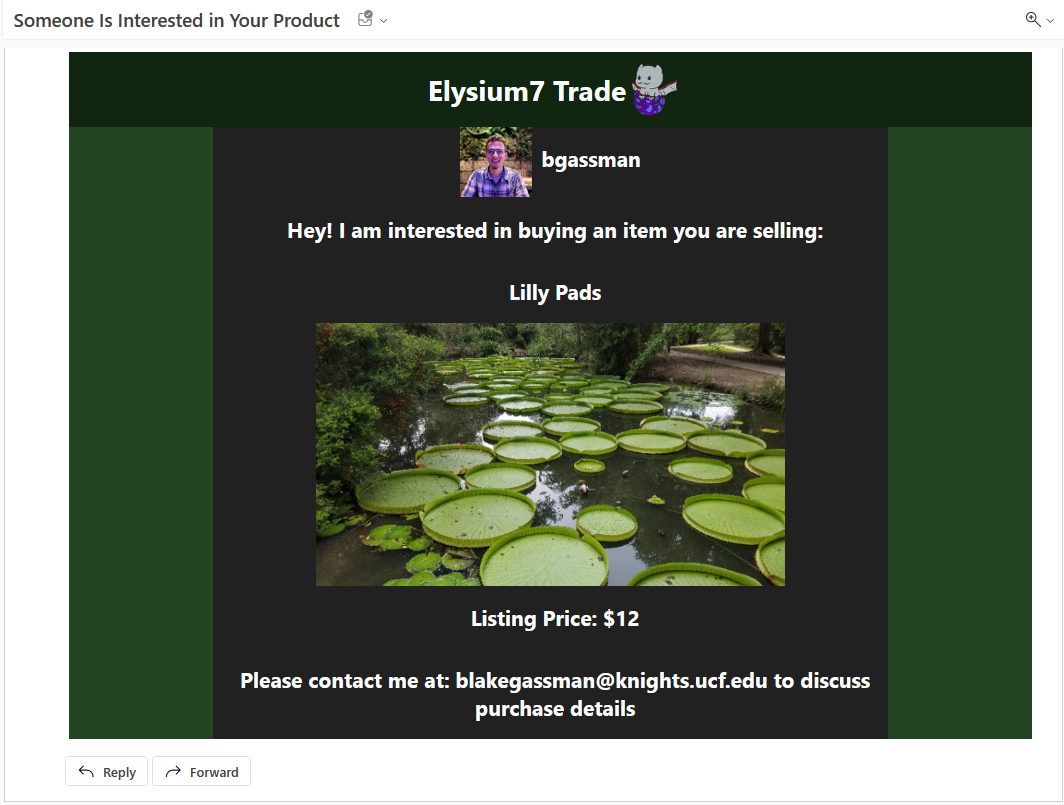 Someone Is Interested in Your Product
Elysium7 Trade
bgassman
Hey! I am interested in buying an item you are selling:
Lilly Pads
Listing Price: $12
Please contact me at: blakegassman@knights.ucf.edu to discuss
purchase details
Reply
Forward